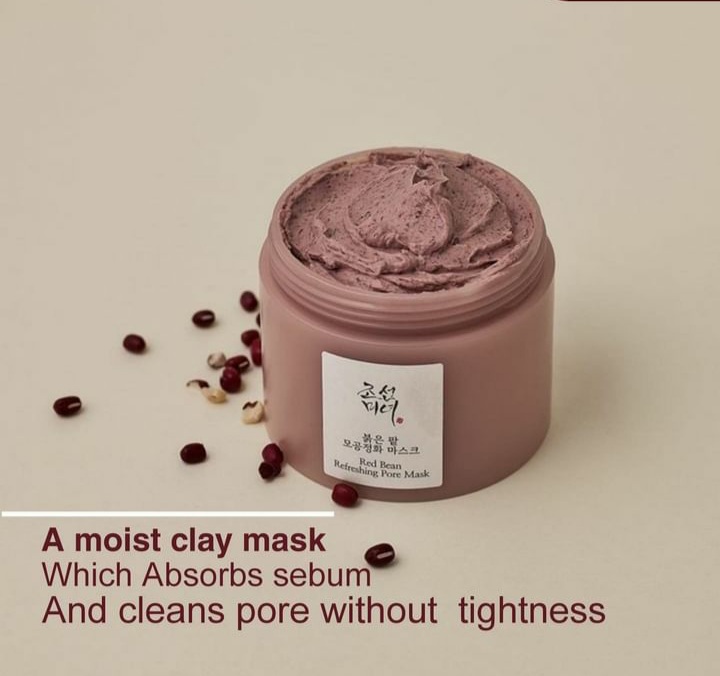 조선
미녀
붉은 팥
모공정화 마스크
Red Bean
Refreshing Pore Mask
A moist clay mask
Which Absorbs sebum
And cleans pore without  tightness